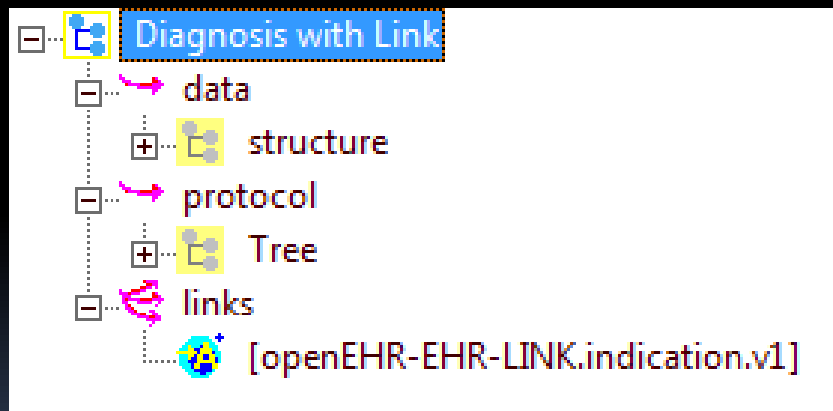 Diagnosis with Link
data
structure
protocol
Tree
links
[openEHR-EHR-LINK.indication.v1]